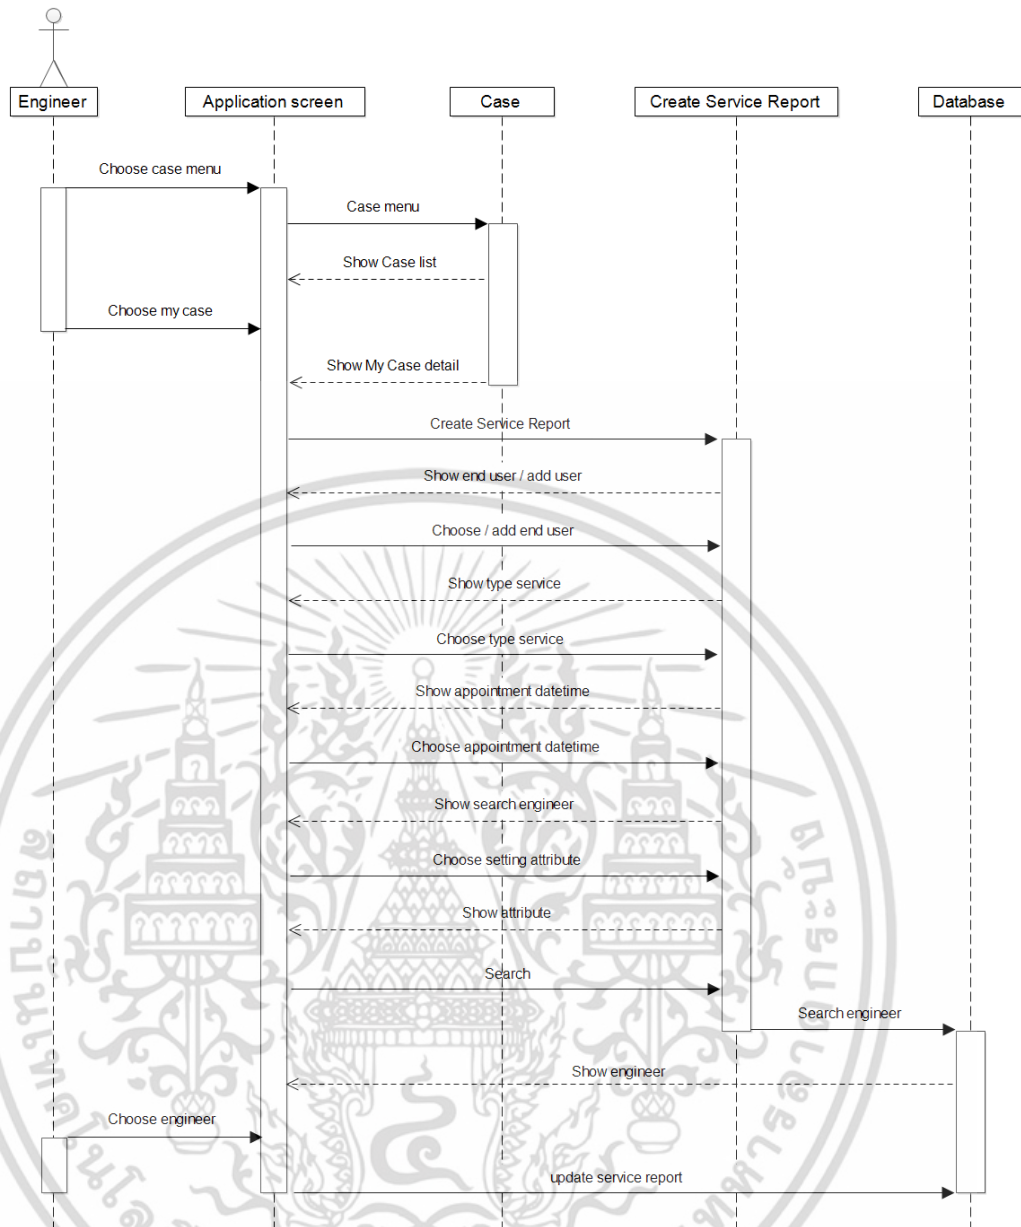 Engineer
Application screen
Case
Create Service Report
Database
Choose case menu
Case menu
Show Case list
Choose my case
Show My Case detail
Create Service Report
Show end user / add user
Choose / add end user
Show type service
Choose type service
Show appointment datetime
Choose appointment datetime
Show search engineer
Choose setting attribute
Show attribute
Search
Search engineer
Show engineer
Choose engineer
update service report